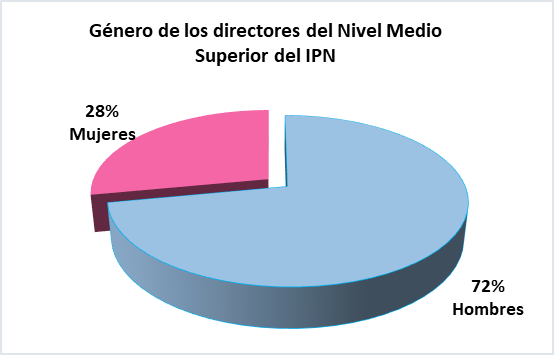 Género de los directores del Nivel Medio
Superior del IPN
28%
Mujeres
72%
Hombres